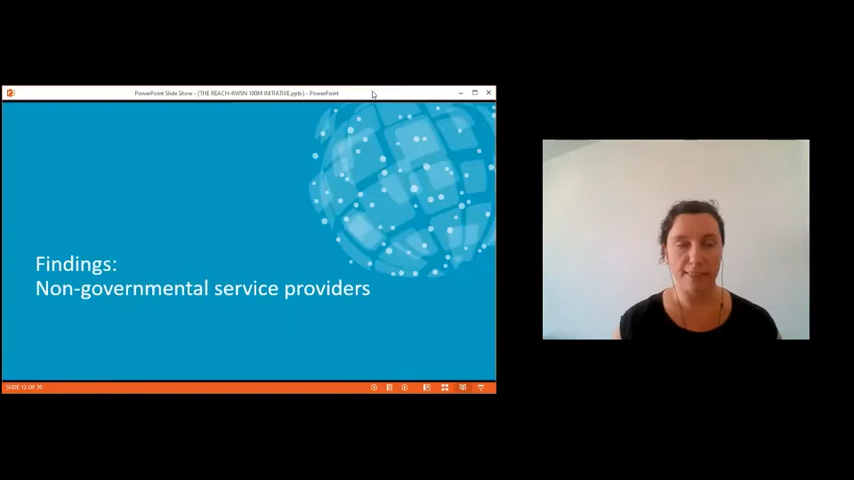 PowerPoint Slide Show - [THE REACH-RWSN 100M INITIATIVE.pptx] - PowerPoint
Findings:
Non-governmental service providers
SLIDE 12 OF 30